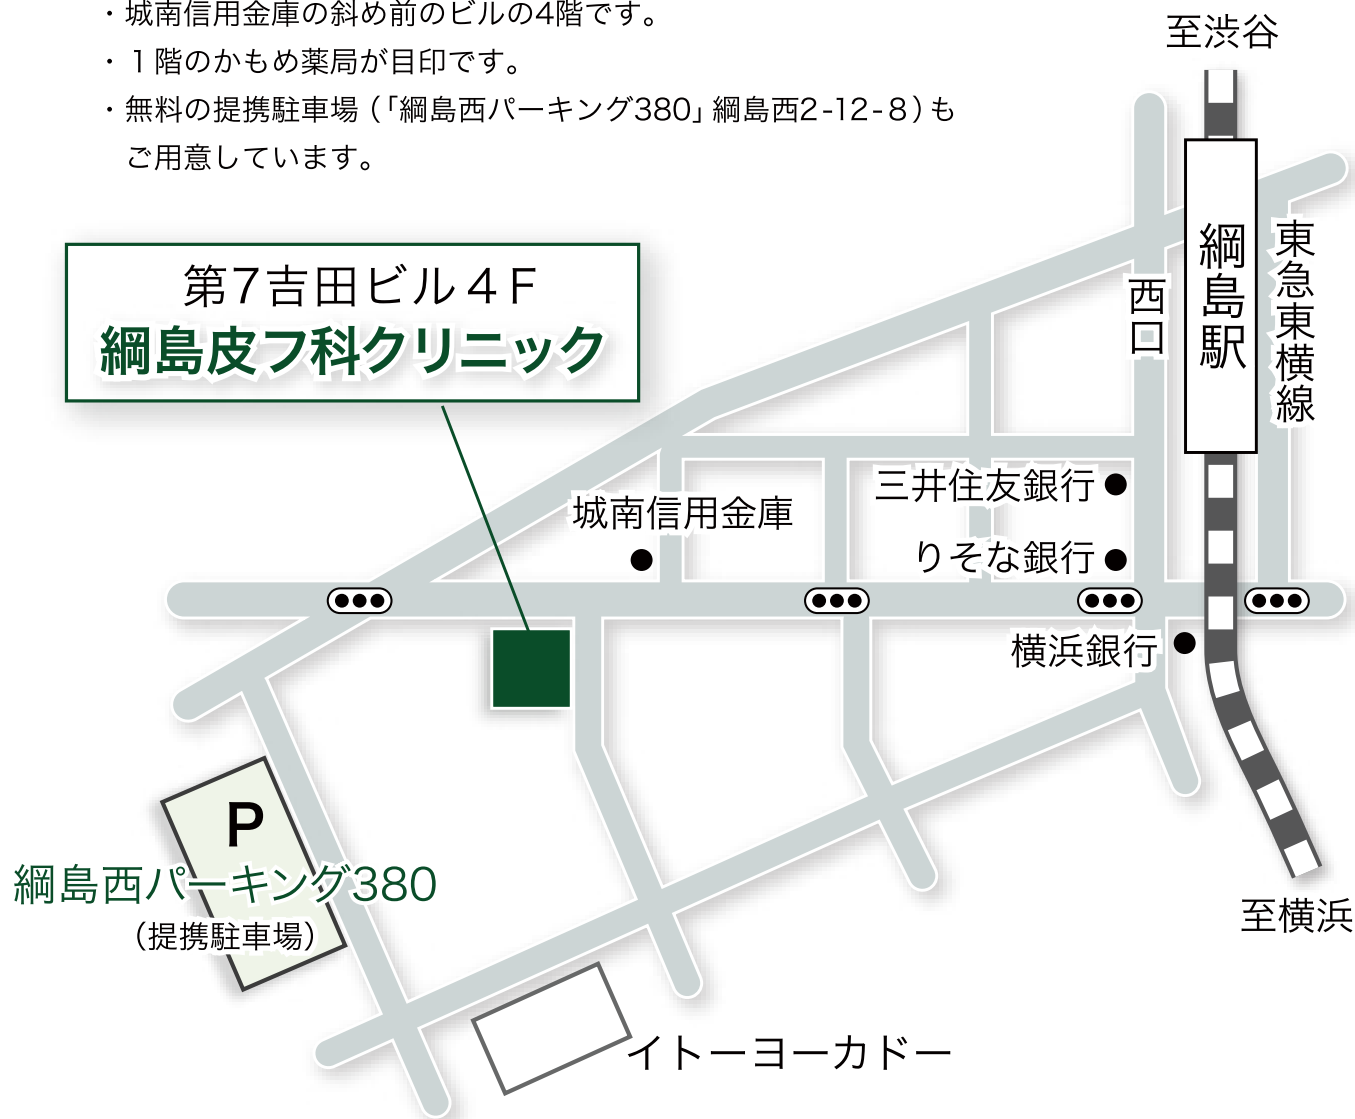 ・城南信用金庫の斜め前のビルの4階です。
・１階のかもめ薬局が目印です。
・無料の提携駐車場（「綱島西パーキング380」綱島西2-12-8）も
ご用意しています。
至渋谷
第7吉田ビル４F
綱島皮フ科クリニック
綱島駅
東急東横線
西口
三井住友銀行
城南信用金庫
りそな銀行
横浜銀行
P
綱島西パーキング380
（提携駐車場）
至横浜
イトーヨーカドー